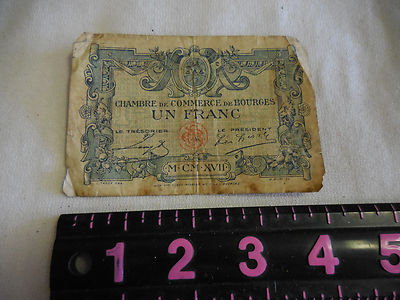 CHAMBRE DE COMMERCE DE BOURGES
UN FRANC
LE TRÉSORIER LE PRÉSIDENT
M·CM·XVII
1 2 3 4 5